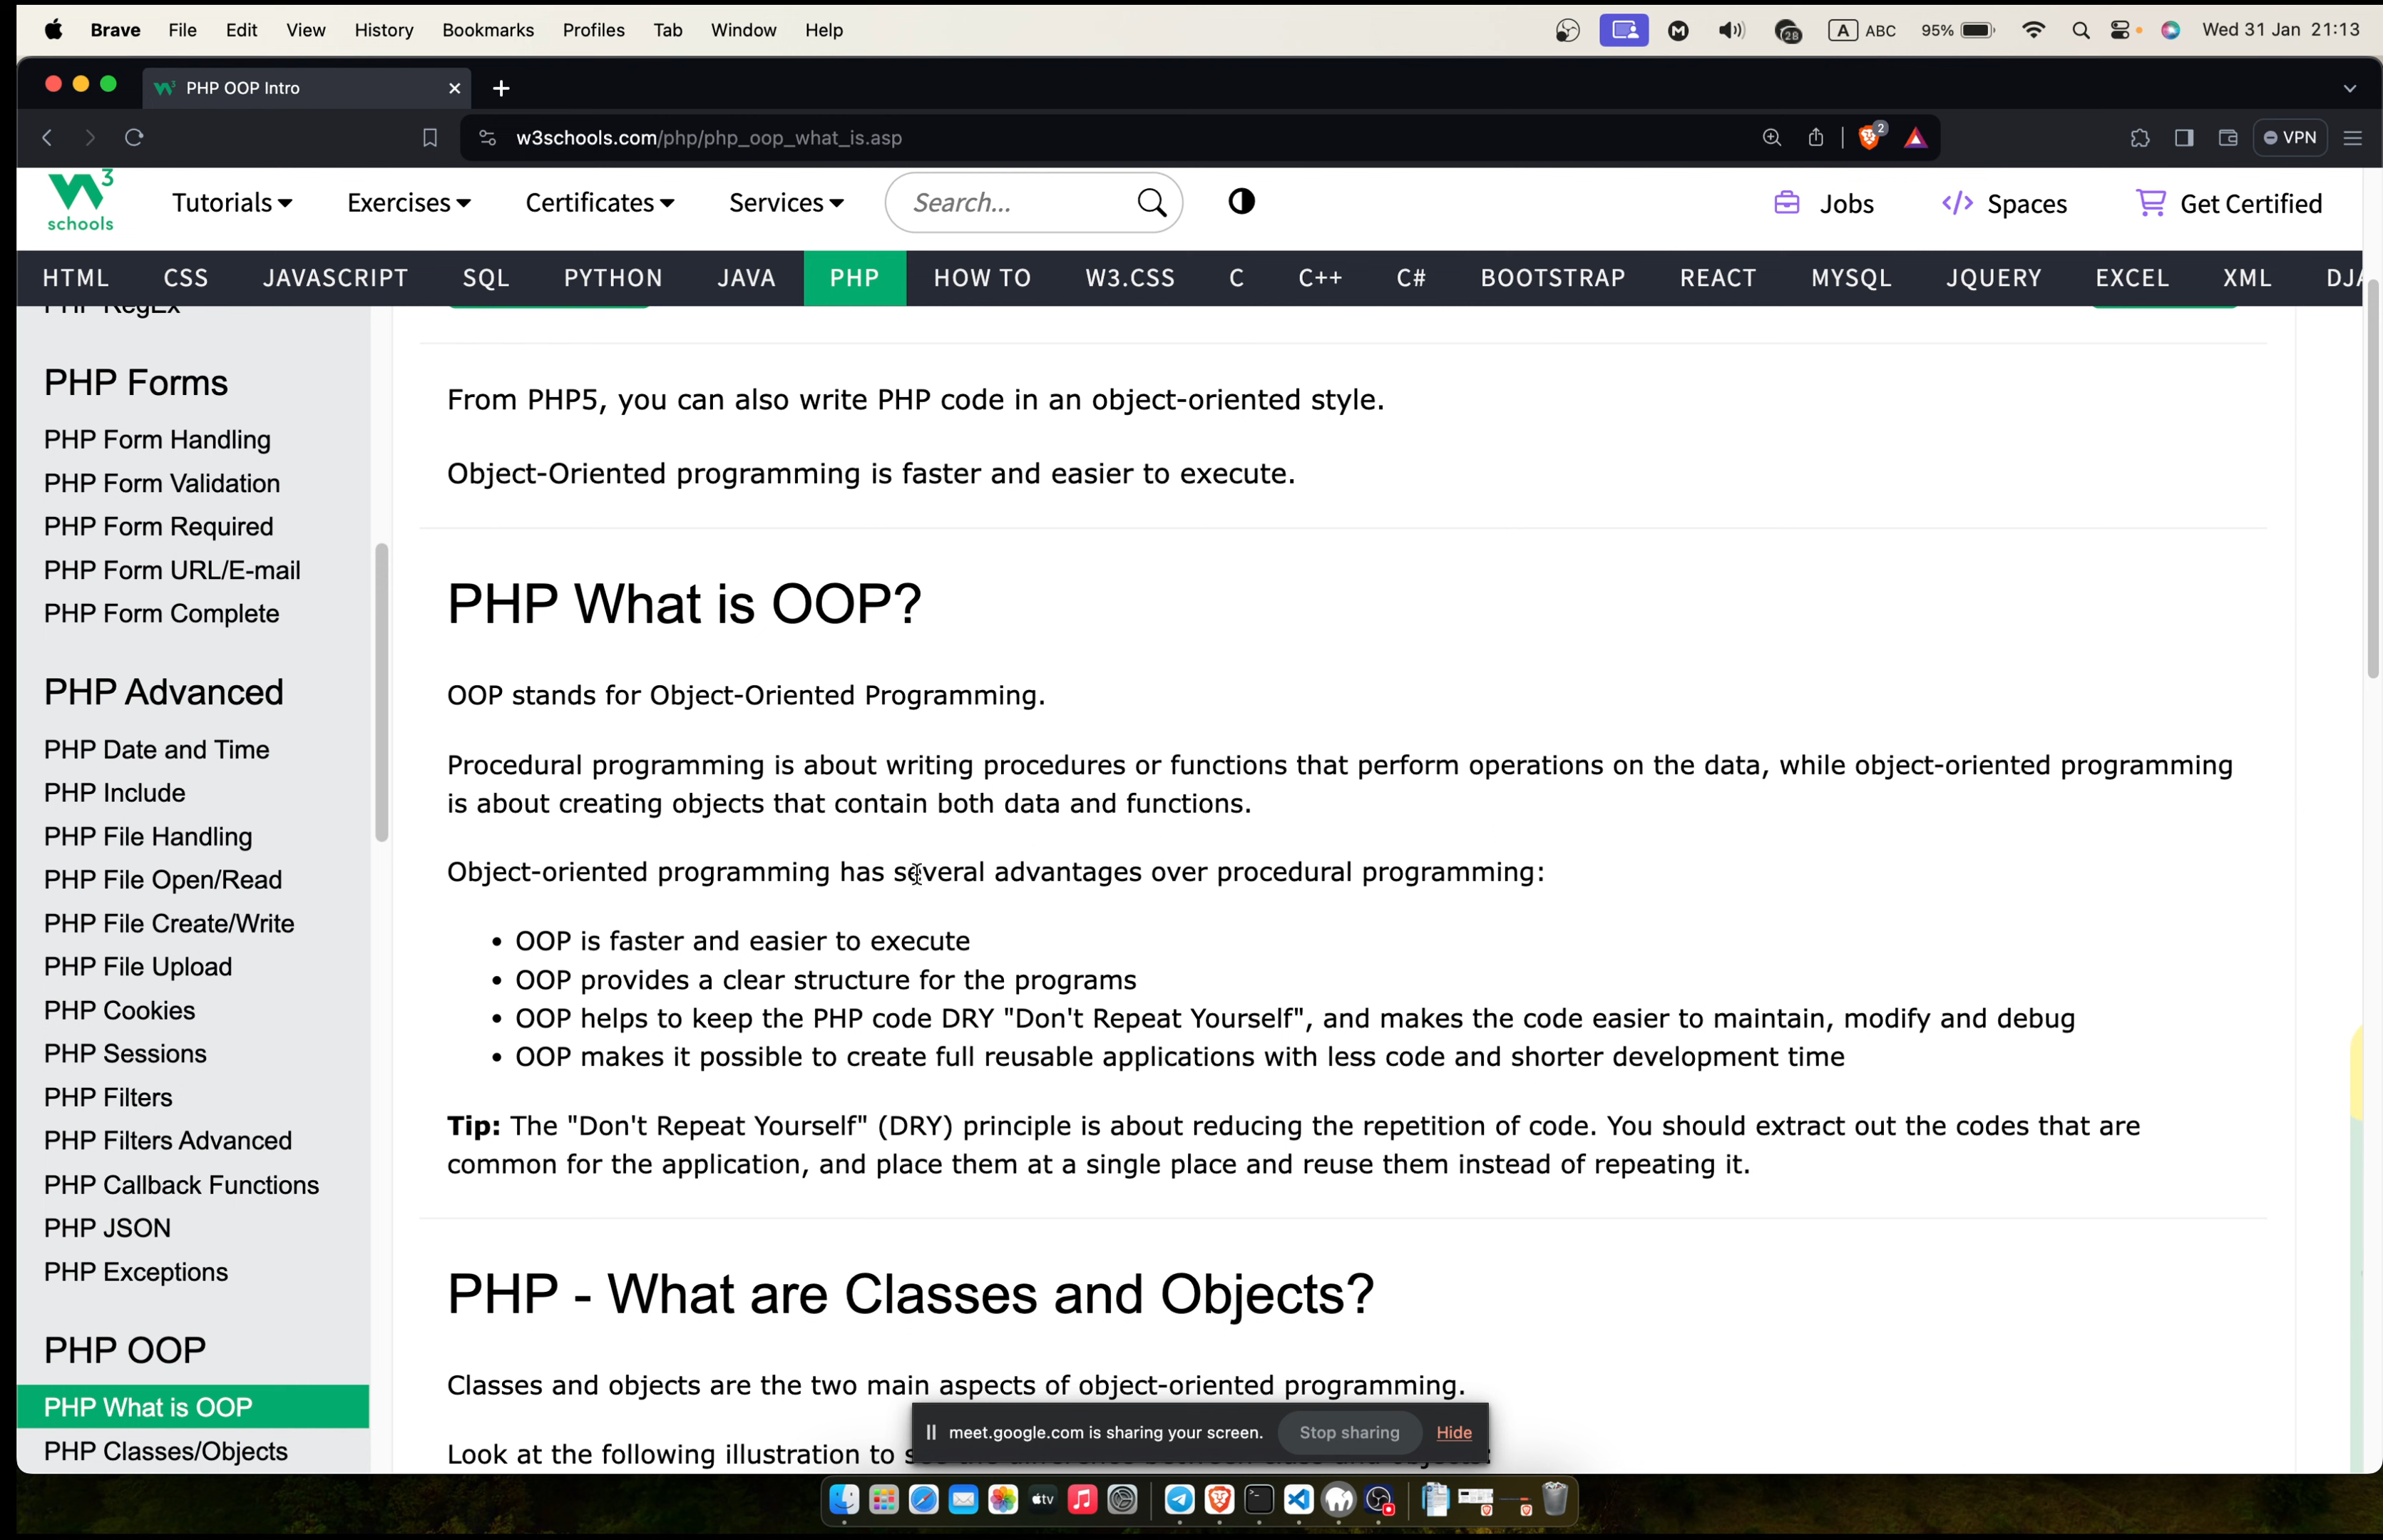 Brave File Edit View History Bookmarks Profiles Tab Window Help
28 A ABC 95% Wed 31 Jan 21:13
PHP OOP Intro
w3schools.com/php/php_oop_what_is.asp
2
VPN
W3 schools
Tutorials Exercises Certificates Services Search... Jobs Spaces Get Certified
HTML CSS JAVASCRIPT SQL PYTHON JAVA PHP HOW TO W3.CSS C C++ C# BOOTSTRAP REACT MYSQL JQUERY EXCEL XML DJA
PHP RegEx
PHP Forms
PHP Form Handling
PHP Form Validation
PHP Form Required
PHP Form URL/E-mail
PHP Form Complete
PHP Advanced
PHP Date and Time
PHP Include
PHP File Handling
PHP File Open/Read
PHP File Create/Write
PHP File Upload
PHP Cookies
PHP Sessions
PHP Filters
PHP Filters Advanced
PHP Callback Functions
PHP JSON
PHP Exceptions
PHP OOP
PHP What is OOP
PHP Classes/Objects
From PHP5, you can also write PHP code in an object-oriented style.
Object-Oriented programming is faster and easier to execute.
PHP What is OOP?
OOP stands for Object-Oriented Programming.
Procedural programming is about writing procedures or functions that perform operations on the data, while object-oriented programming
is about creating objects that contain both data and functions.
Object-oriented programming has several advantages over procedural programming:
• OOP is faster and easier to execute
• OOP provides a clear structure for the programs
• OOP helps to keep the PHP code DRY "Don't Repeat Yourself", and makes the code easier to maintain, modify and debug
• OOP makes it possible to create full reusable applications with less code and shorter development time
Tip: The "Don't Repeat Yourself" (DRY) principle is about reducing the repetition of code. You should extract out the codes that are
common for the application, and place them at a single place and reuse them instead of repeating it.
PHP - What are Classes and Objects?
Classes and objects are the two main aspects of object-oriented programming.
Look at the following illustration to
meet.google.com is sharing your screen. Stop sharing Hide
tv